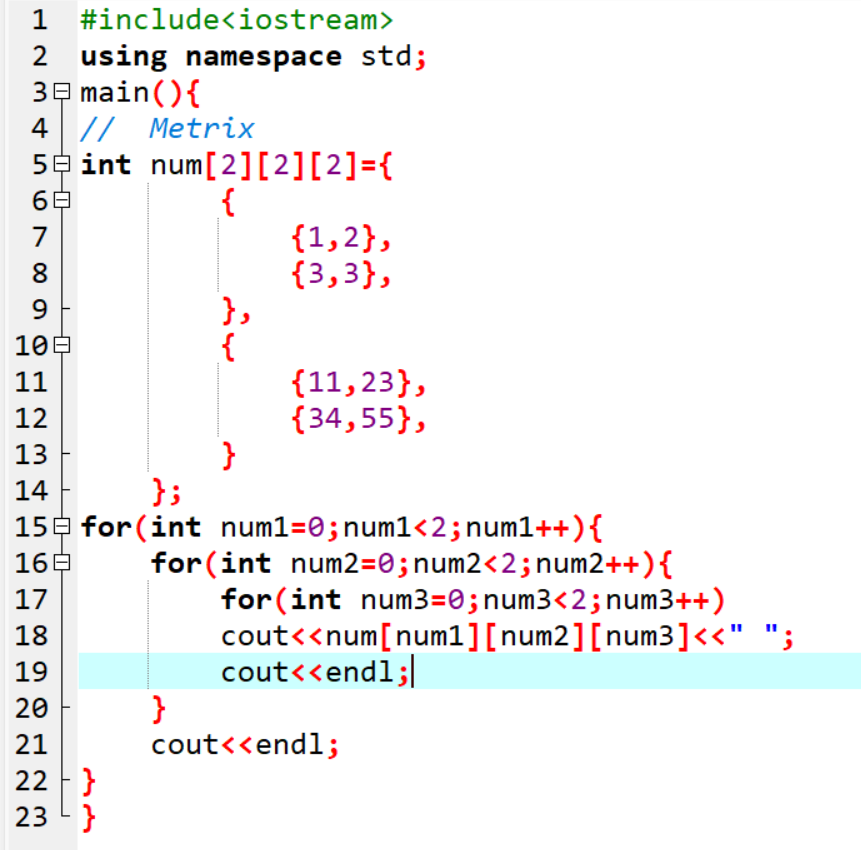 1 #include<iostream>
2 using namespace std;
3 main(){
4 //  Metrix
5 int num[2][2][2]={
6         {
7             {1,2},
8             {3,3},
9         },
10         {
11             {11,23},
12             {34,55},
13         }
14     };
15 for(int num1=0;num1<2;num1++){
16     for(int num2=0;num2<2;num2++){
17         for(int num3=0;num3<2;num3++)
18         cout<<num[num1][num2][num3]<<" ";
19         cout<<endl;
20     }
21     cout<<endl;
22 }
23 }